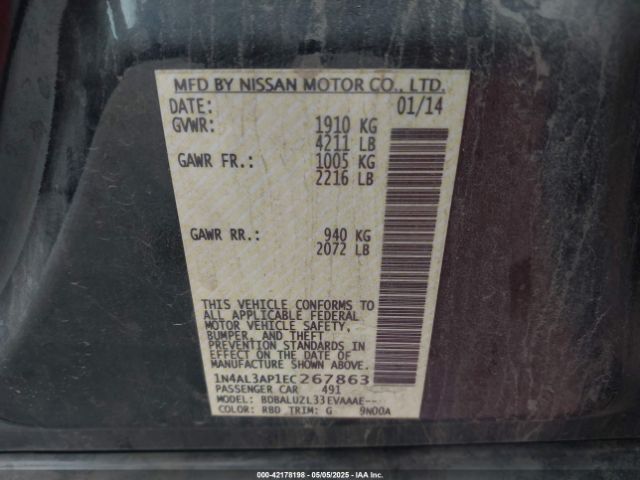 MFD BY NISSAN MOTOR CO., LTD.
DATE: 01/14
GVWR: 1910 KG
4211 LB
GAWR FR.: 1005 KG
2216 LB
GAWR RR.: 940 KG
2072 LB
THIS VEHICLE CONFORMS TO
ALL APPLICABLE FEDERAL
MOTOR VEHICLE SAFETY,
BUMPER, AND THEFT
PREVENTION STANDARDS IN
EFFECT ON THE DATE OF
MANUFACTURE SHOWN ABOVE.
1N4AL3AP1EC267863
PASSENGER CAR 491
MODEL: BDBALUZL33EVAAAE--
COLOR: RBD TRIM: G 9N00A
000-42178198 - 05/05/2025 - IAAI.COM